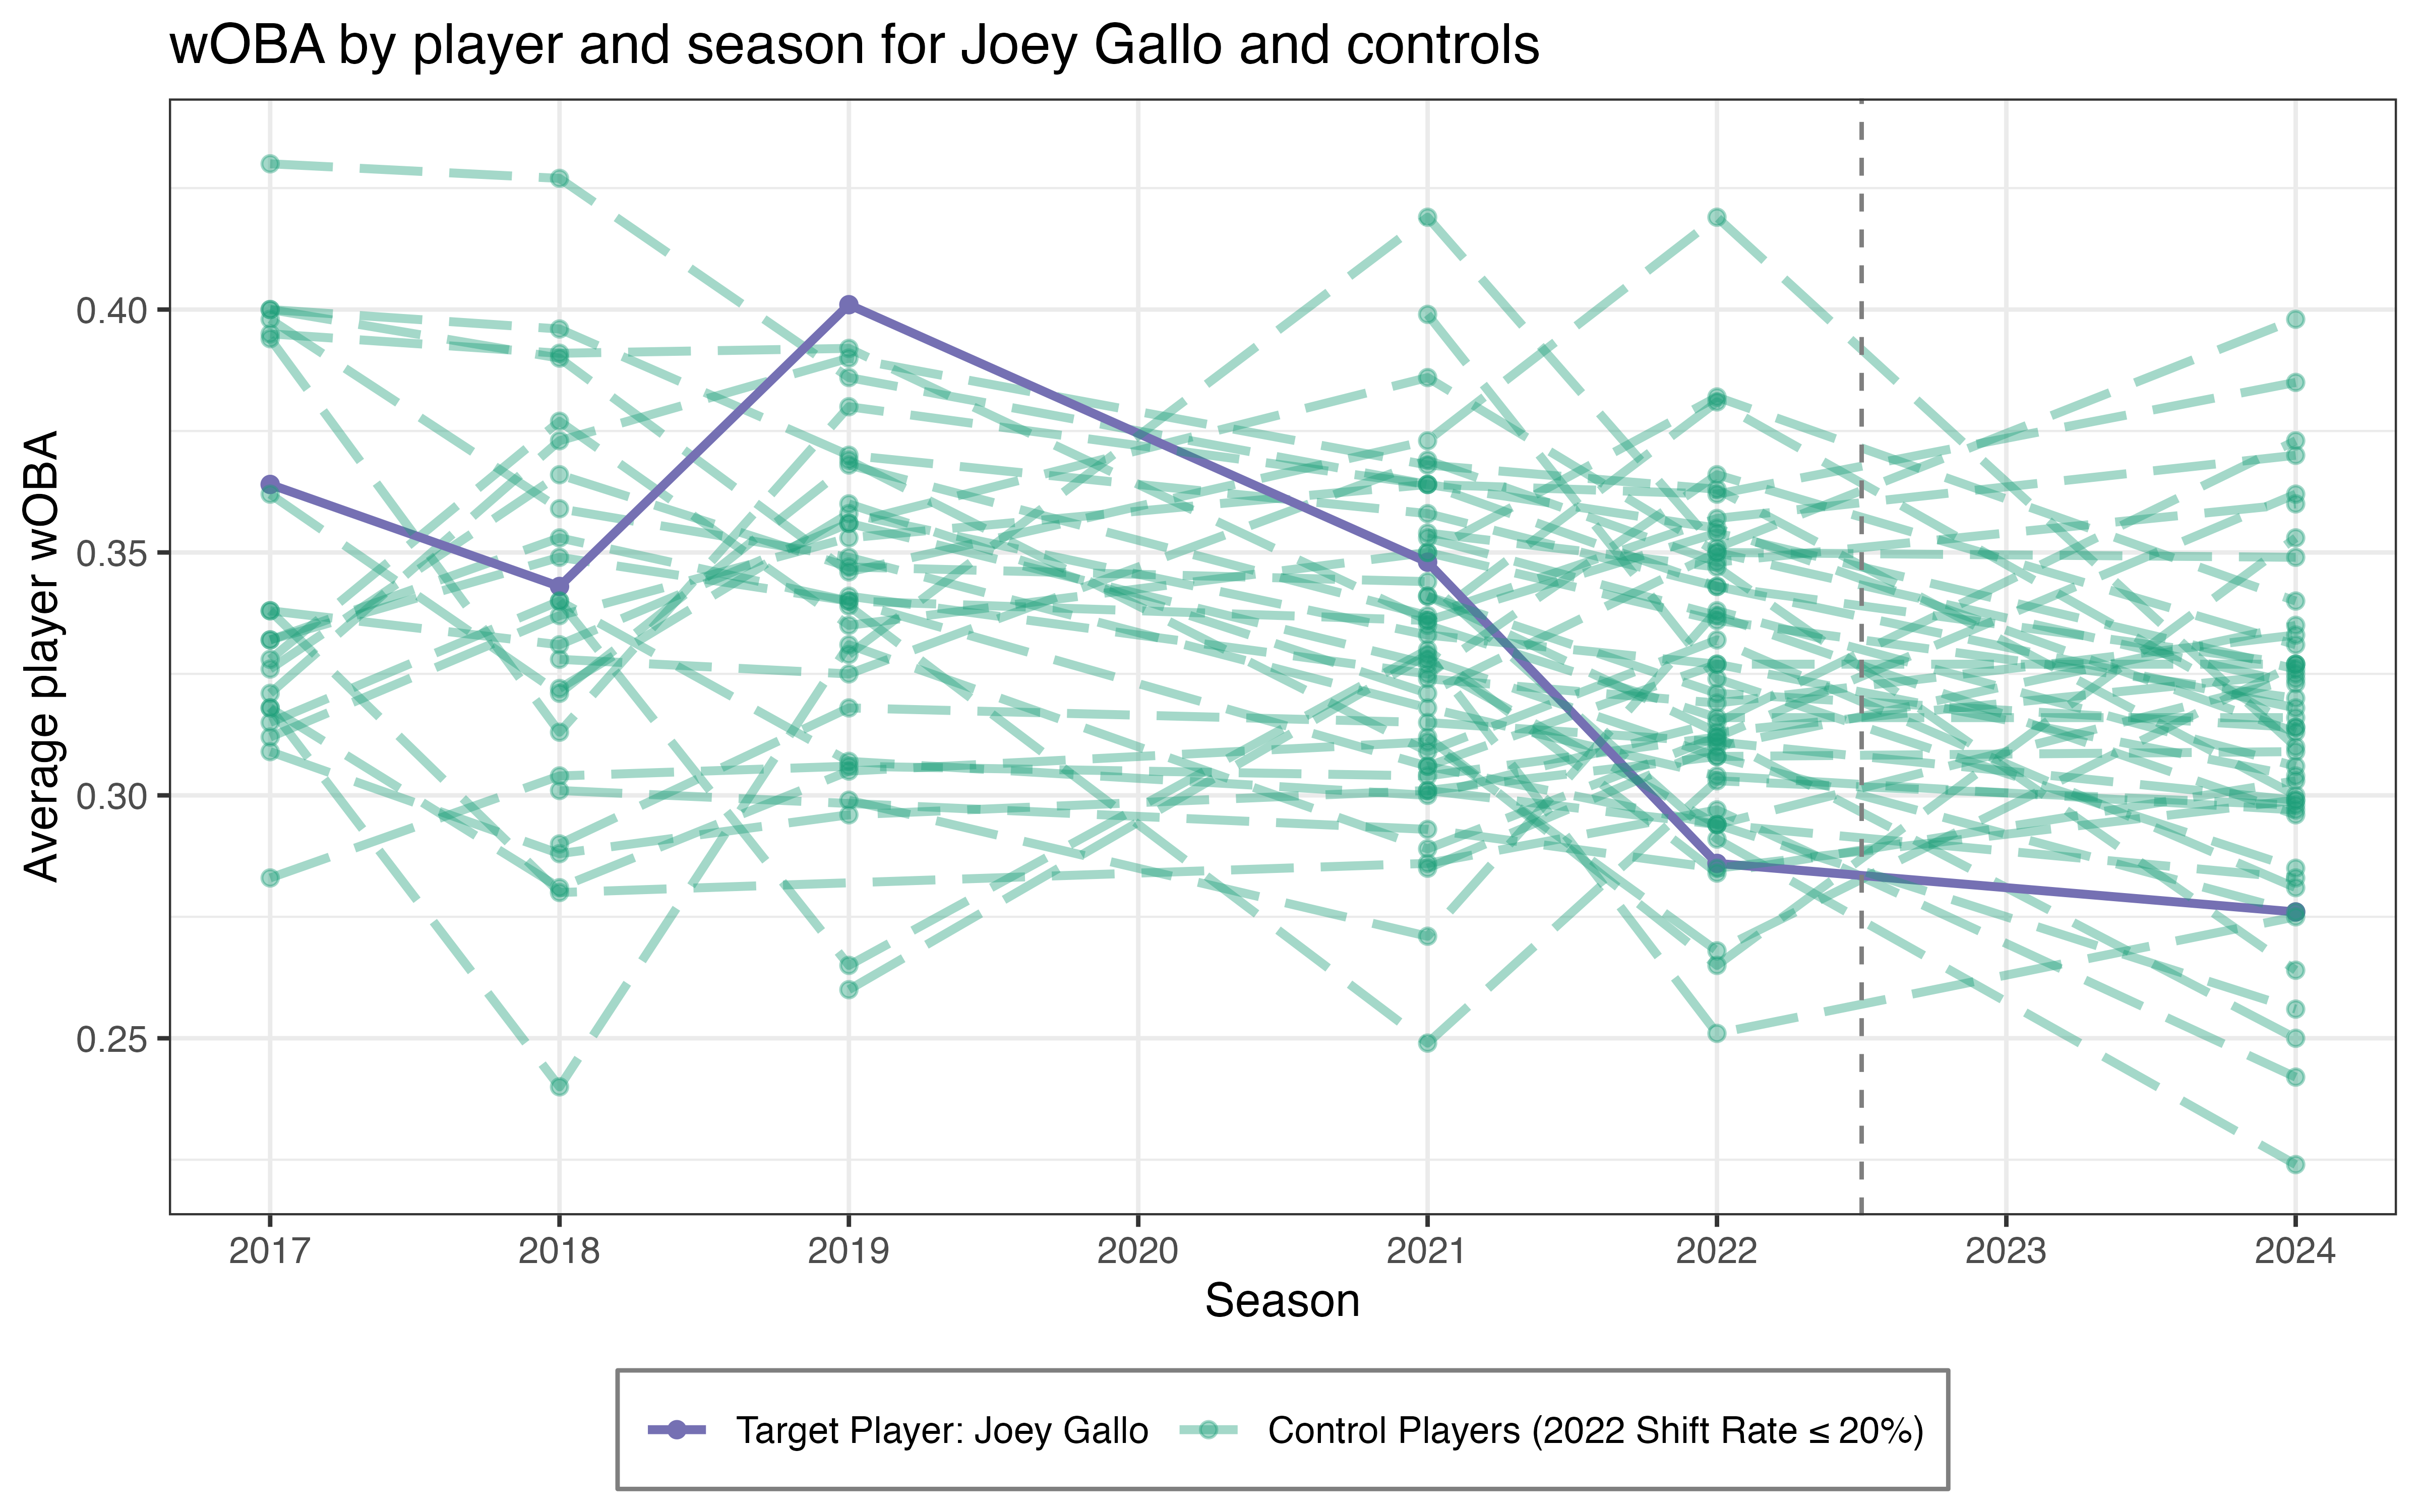 wOBA by player and season for Joey Gallo and controls
Average player wOBA
0.40
0.35
0.30
0.25
2017 2018 2019 2020 2021 2022 2023 2024
Season
Target Player: Joey Gallo Control Players (2022 Shift Rate ≤ 20%)